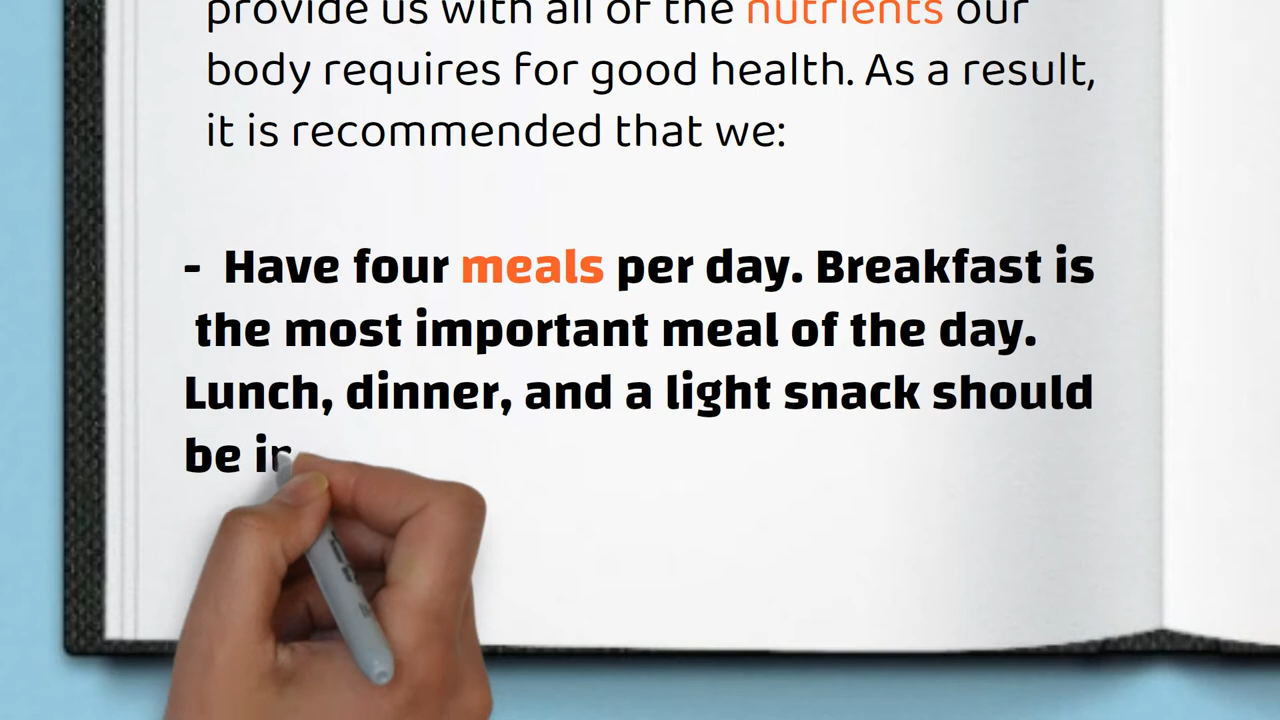 provide us with all of the nutrients our
body requires for good health. As a result,
it is recommended that we:
- Have four meals per day. Breakfast is
the most important meal of the day.
Lunch, dinner, and a light snack should
be